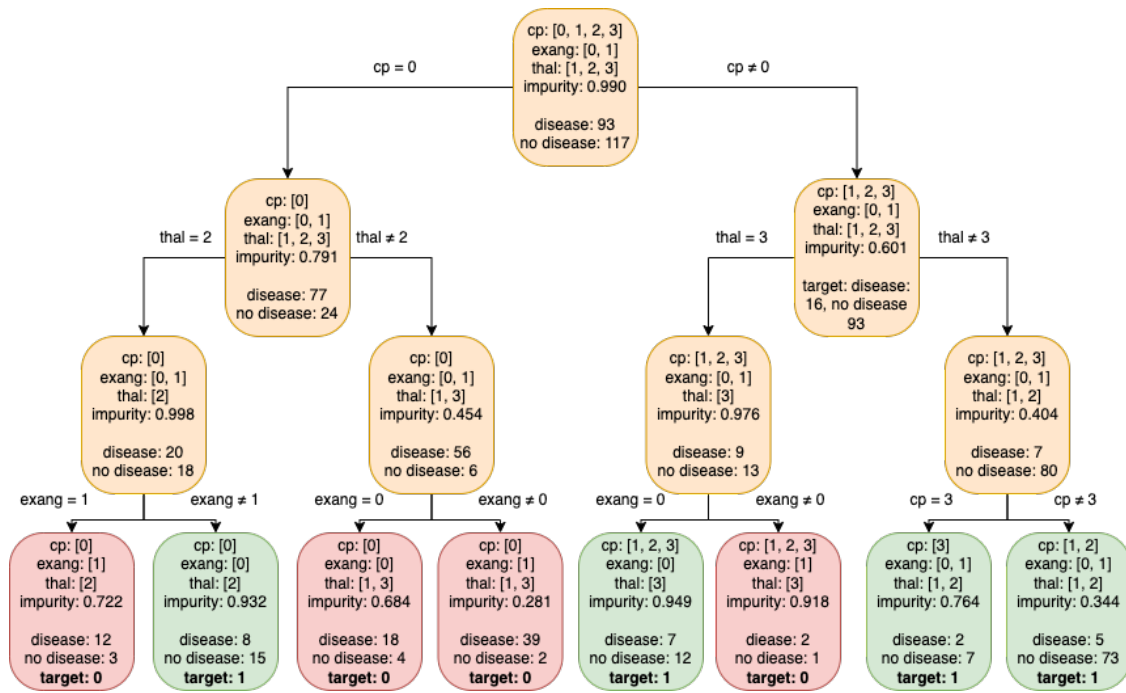 cp: [0, 1, 2, 3]
exang: [0, 1]
thal: [1, 2, 3]
impurity: 0.990
disease: 93
no disease: 117
cp = 0
cp ≠ 0
cp: [0]
exang: [0, 1]
thal: [1, 2, 3]
impurity: 0.791
disease: 77
no disease: 24
cp: [1, 2, 3]
exang: [0, 1]
thal: [1, 2, 3]
impurity: 0.601
target: disease:
16, no disease
93
thal = 2
thal ≠ 2
thal = 3
thal ≠ 3
cp: [0]
exang: [0, 1]
thal: [2]
impurity: 0.998
disease: 20
no disease: 18
cp: [0]
exang: [0, 1]
thal: [1, 3]
impurity: 0.454
disease: 56
no disease: 6
cp: [1, 2, 3]
exang: [0, 1]
thal: [3]
impurity: 0.976
disease: 9
no disease: 13
cp: [1, 2, 3]
exang: [0, 1]
thal: [1, 2]
impurity: 0.404
disease: 7
no disease: 80
exang = 1
exang ≠ 1
exang = 0
exang ≠ 0
exang = 0
exang ≠ 0
cp = 3
cp ≠ 3
cp: [0]
exang: [1]
thal: [2]
impurity: 0.722
disease: 12
no disease: 3
target: 0
cp: [0]
exang: [0]
thal: [2]
impurity: 0.932
disease: 8
no disease: 15
target: 1
cp: [0]
exang: [0]
thal: [1, 3]
impurity: 0.684
disease: 18
no disease: 4
target: 0
cp: [0]
exang: [1]
thal: [1, 3]
impurity: 0.281
disease: 39
no disease: 2
target: 0
cp: [1, 2, 3]
exang: [0]
thal: [3]
impurity: 0.949
disease: 7
no disease: 12
target: 1
cp: [1, 2, 3]
exang: [1]
thal: [3]
impurity: 0.918
diease: 2
no disease: 1
target: 0
cp: [3]
exang: [0, 1]
thal: [1, 2]
impurity: 0.764
disease: 2
no disease: 7
target: 1
cp: [1, 2]
exang: [0, 1]
thal: [1, 2]
impurity: 0.344
disease: 5
no disease: 73
target: 1